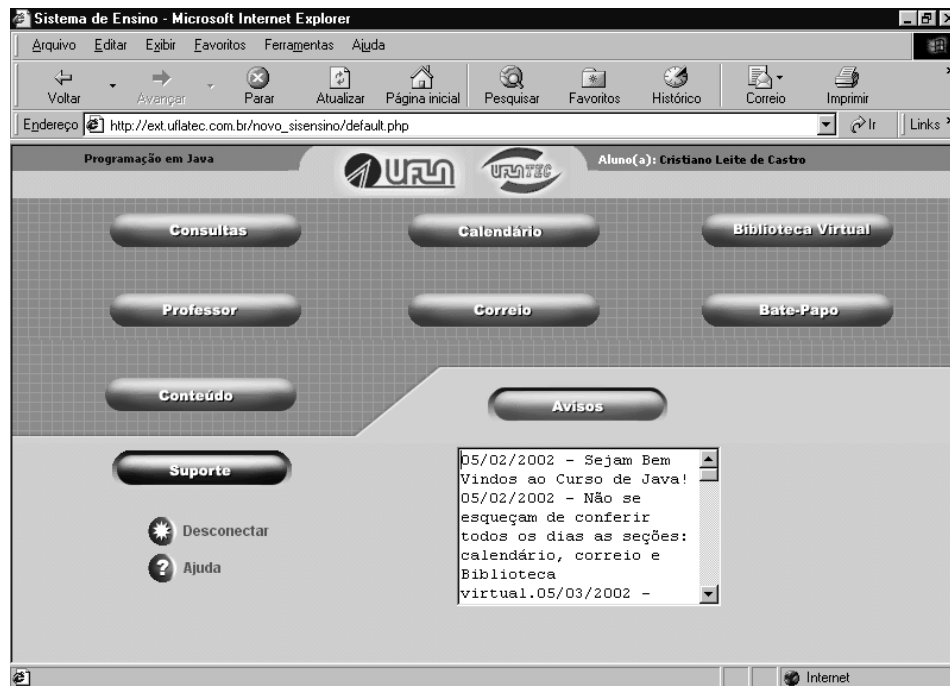 Sistema de Ensino - Microsoft Internet Explorer
Arquivo Editar Exibir Favoritos Ferramentas Ajuda
Voltar Avançar Parar Atualizar Página inicial Pesquisar Favoritos Histórico Correio Imprimir
Endereço http://ext.uflatec.com.br/novo_sisensino/default.php Ir Links
Programação em Java Aluno(a): Cristiano Leite de Castro
UFLA UFLATEC
Consultas Calendário Biblioteca Virtual
Professor Correio Bate-Papo
Conteúdo
Avisos
Suporte
Desconectar
Ajuda
05/02/2002 - Sejam Bem
Vindos ao Curso de Java!
05/02/2002 - Não se
esqueçam de conferir
todos os dias as seções:
calendário, correio e
Biblioteca
virtual.05/03/2002 -
Internet